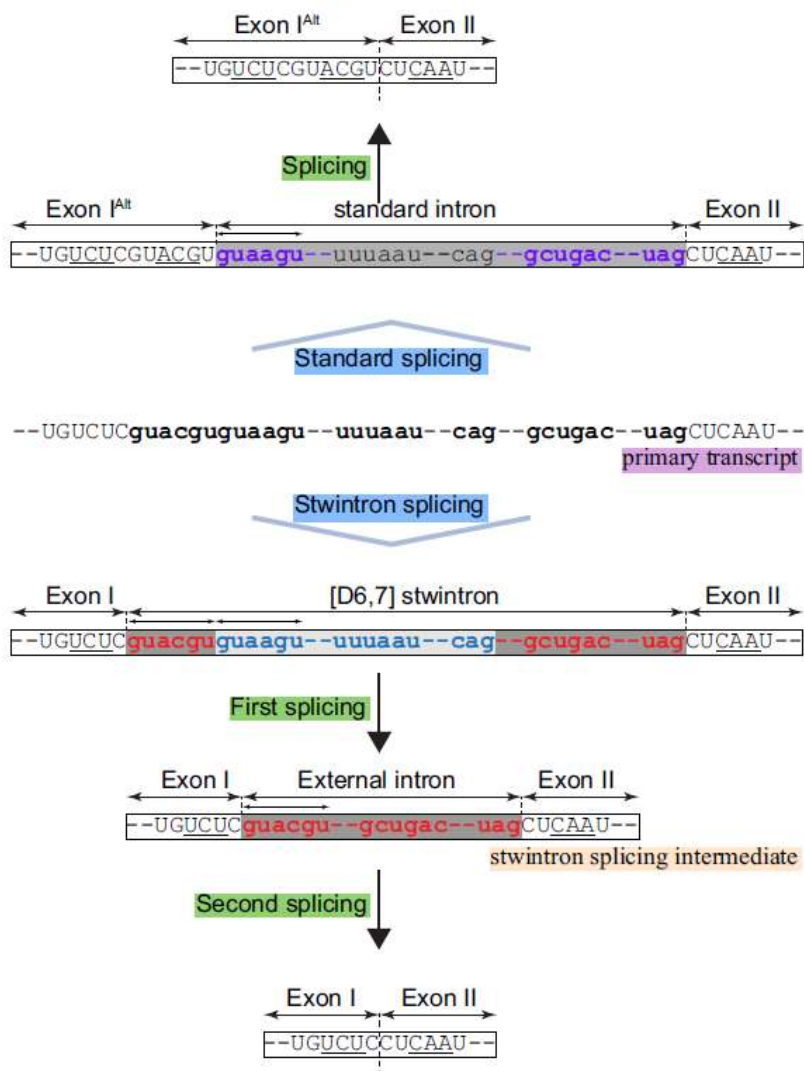 Exon I^Alt Exon II
--UGUCUCGUACGUCUCAAU--
Splicing
Exon I^Alt standard intron Exon II
--UGUCUCGUACGUguaagu--uuuaau--cag--gcugac--uagCUCAAU--
Standard splicing
--UGUCUCguacguguaagu--uuuaau--cag--gcugac--uagCUCAAU--
primary transcript
Stwintron splicing
Exon I [D6,7] stwintron Exon II
--UGUCUCguacguguaagu--uuuaau--cag--gcugac--uagCUCAAU--
First splicing
Exon I External intron Exon II
--UGUCUCguacgu--gcugac--uagCUCAAU--
stwintron splicing intermediate
Second splicing
Exon I Exon II
--UGUCUCCUCAAU--